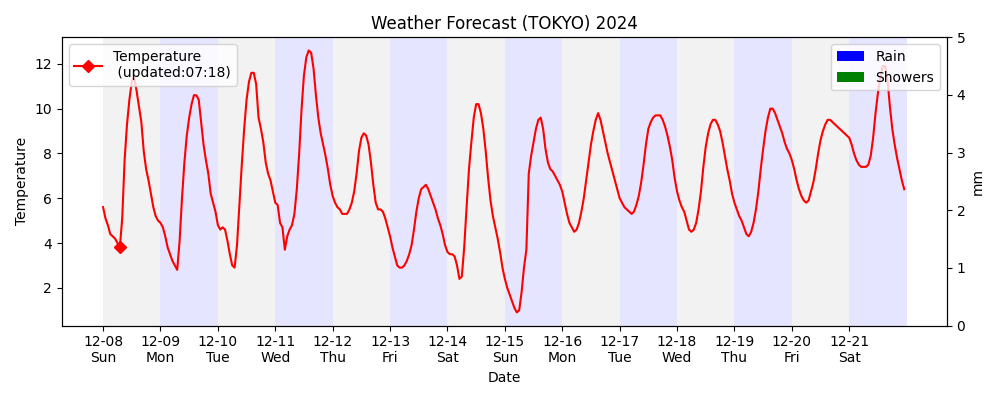 Weather Forecast (TOKYO) 2024
Temperature
(updated:07:18)
Rain
Showers
12
10
8
6
4
2
Temperature
5
4
3
2
1
0
mm
12-08 12-09 12-10 12-11 12-12 12-13 12-14 12-15 12-16 12-17 12-18 12-19 12-20 12-21
Sun Mon Tue Wed Thu Fri Sat Sun Mon Tue Wed Thu Fri Sat
Date